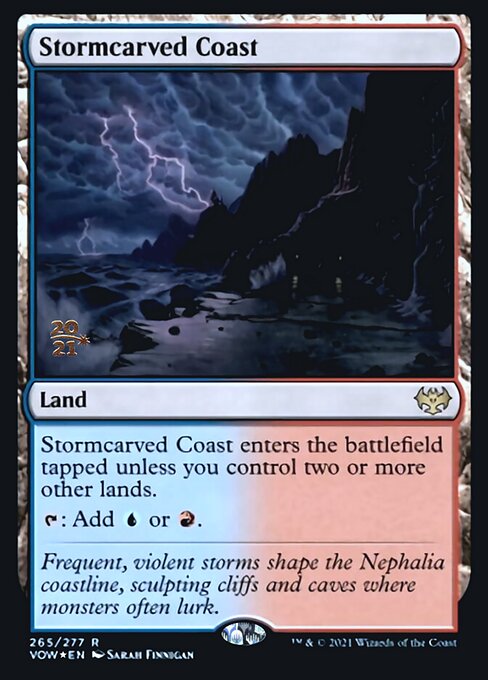 Stormcarved Coast
20
21
Land
Stormcarved Coast enters the battlefield
tapped unless you control two or more
other lands.
: Add or .
Frequent, violent storms shape the Nephalia
coastline, sculpting cliffs and caves where
monsters often lurk.
265/277 R
VOW★EN Sarah Finnigan
™ & © 2021 Wizards of the Coast